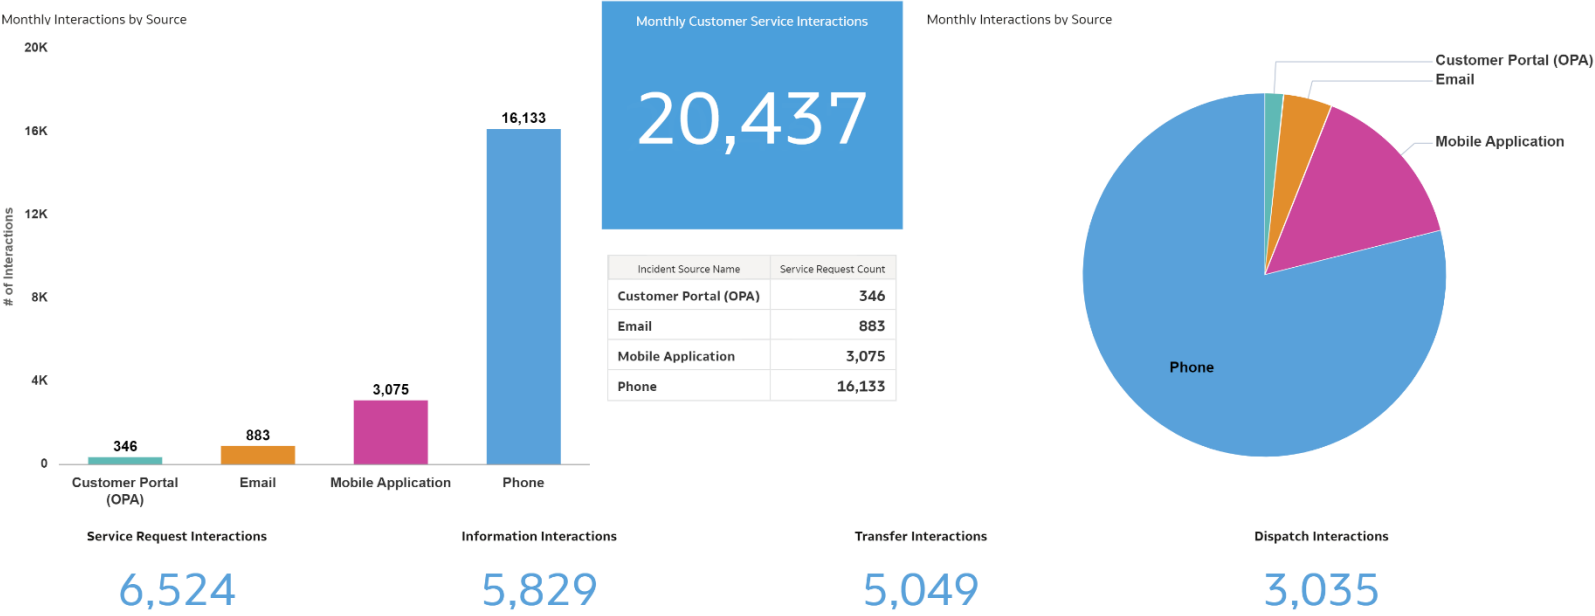 Monthly Interactions by Source
20K
16K
12K
8K
4K
0
# of Interactions
346
883
3,075
16,133
Customer Portal
(OPA)
Email
Mobile Application
Phone
Monthly Customer Service Interactions
20,437
Incident Source Name Service Request Count
Customer Portal (OPA) 346
Email 883
Mobile Application 3,075
Phone 16,133
Monthly Interactions by Source
Customer Portal (OPA)
Email
Mobile Application
Phone
Service Request Interactions
6,524
Information Interactions
5,829
Transfer Interactions
5,049
Dispatch Interactions
3,035